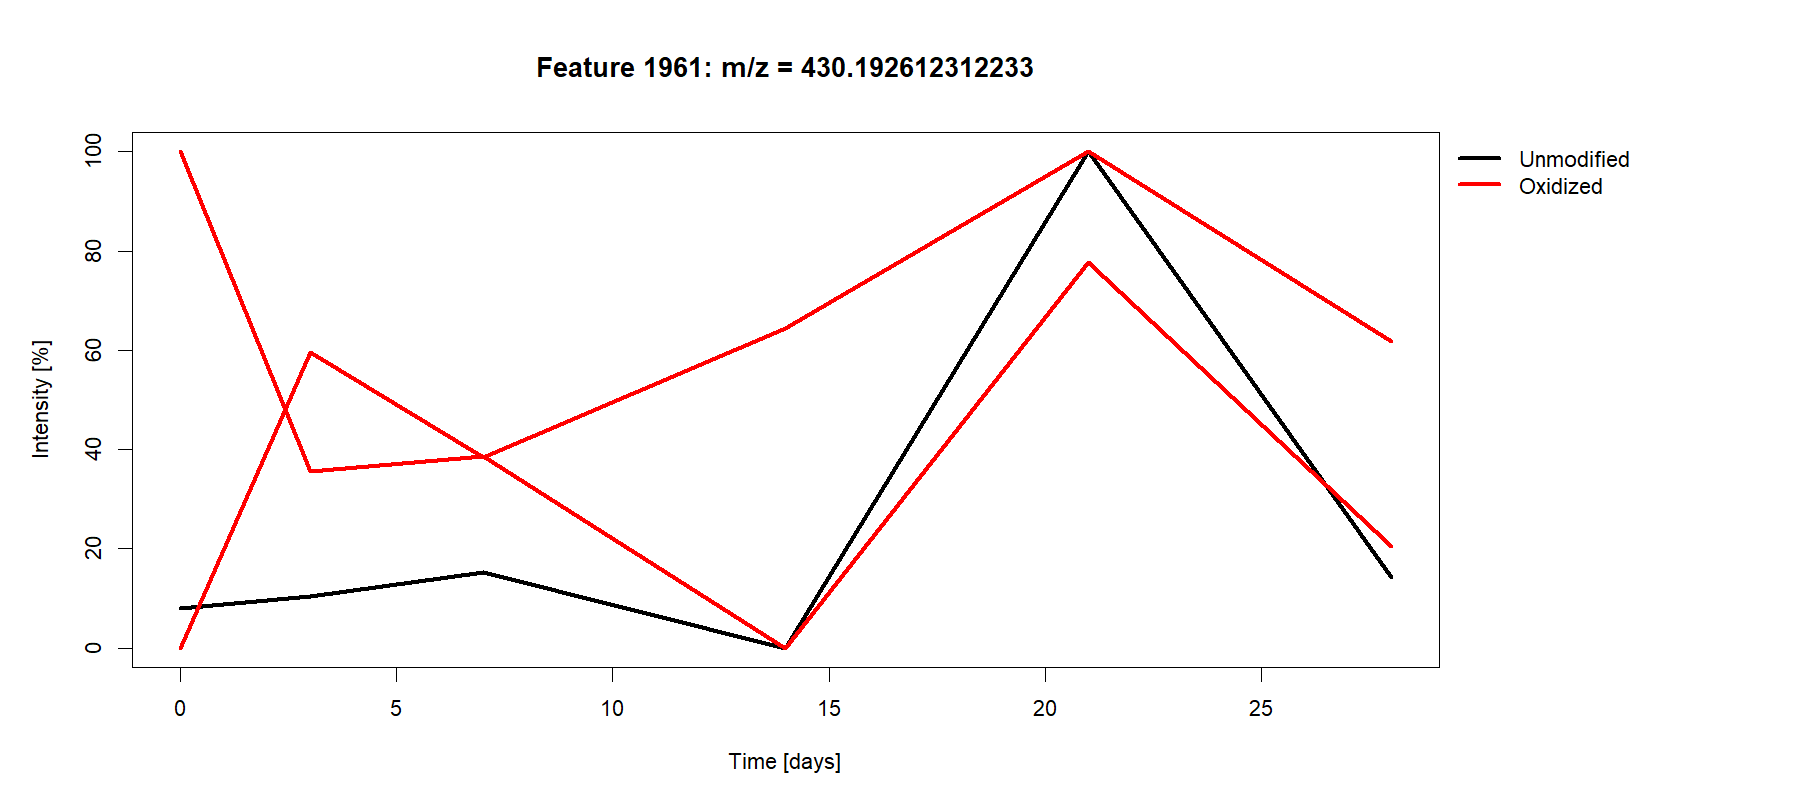 Feature 1961: m/z = 430.192612312233
100
80
60
40
20
0
Intensity [%]
0 5 10 15 20 25
Time [days]
Unmodified
Oxidized